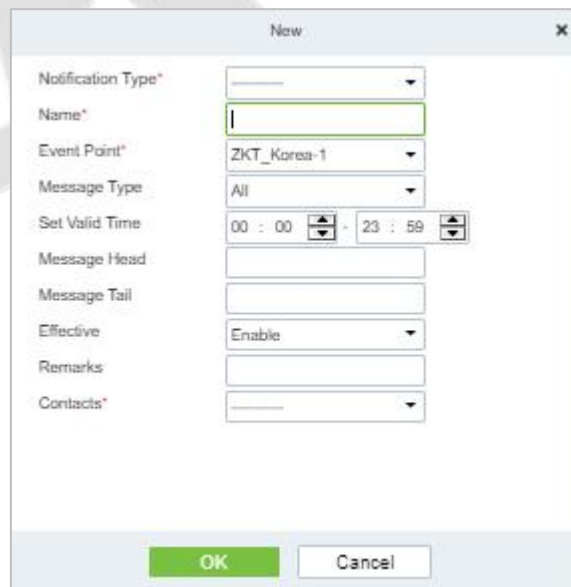 New
Notification Type* ---------
Name*
Event Point* ZKT_Korea-1
Message Type All
Set Valid Time 00 : 00 - 23 : 59
Message Head
Message Tail
Effective Enable
Remarks
Contacts* ---------
OK Cancel